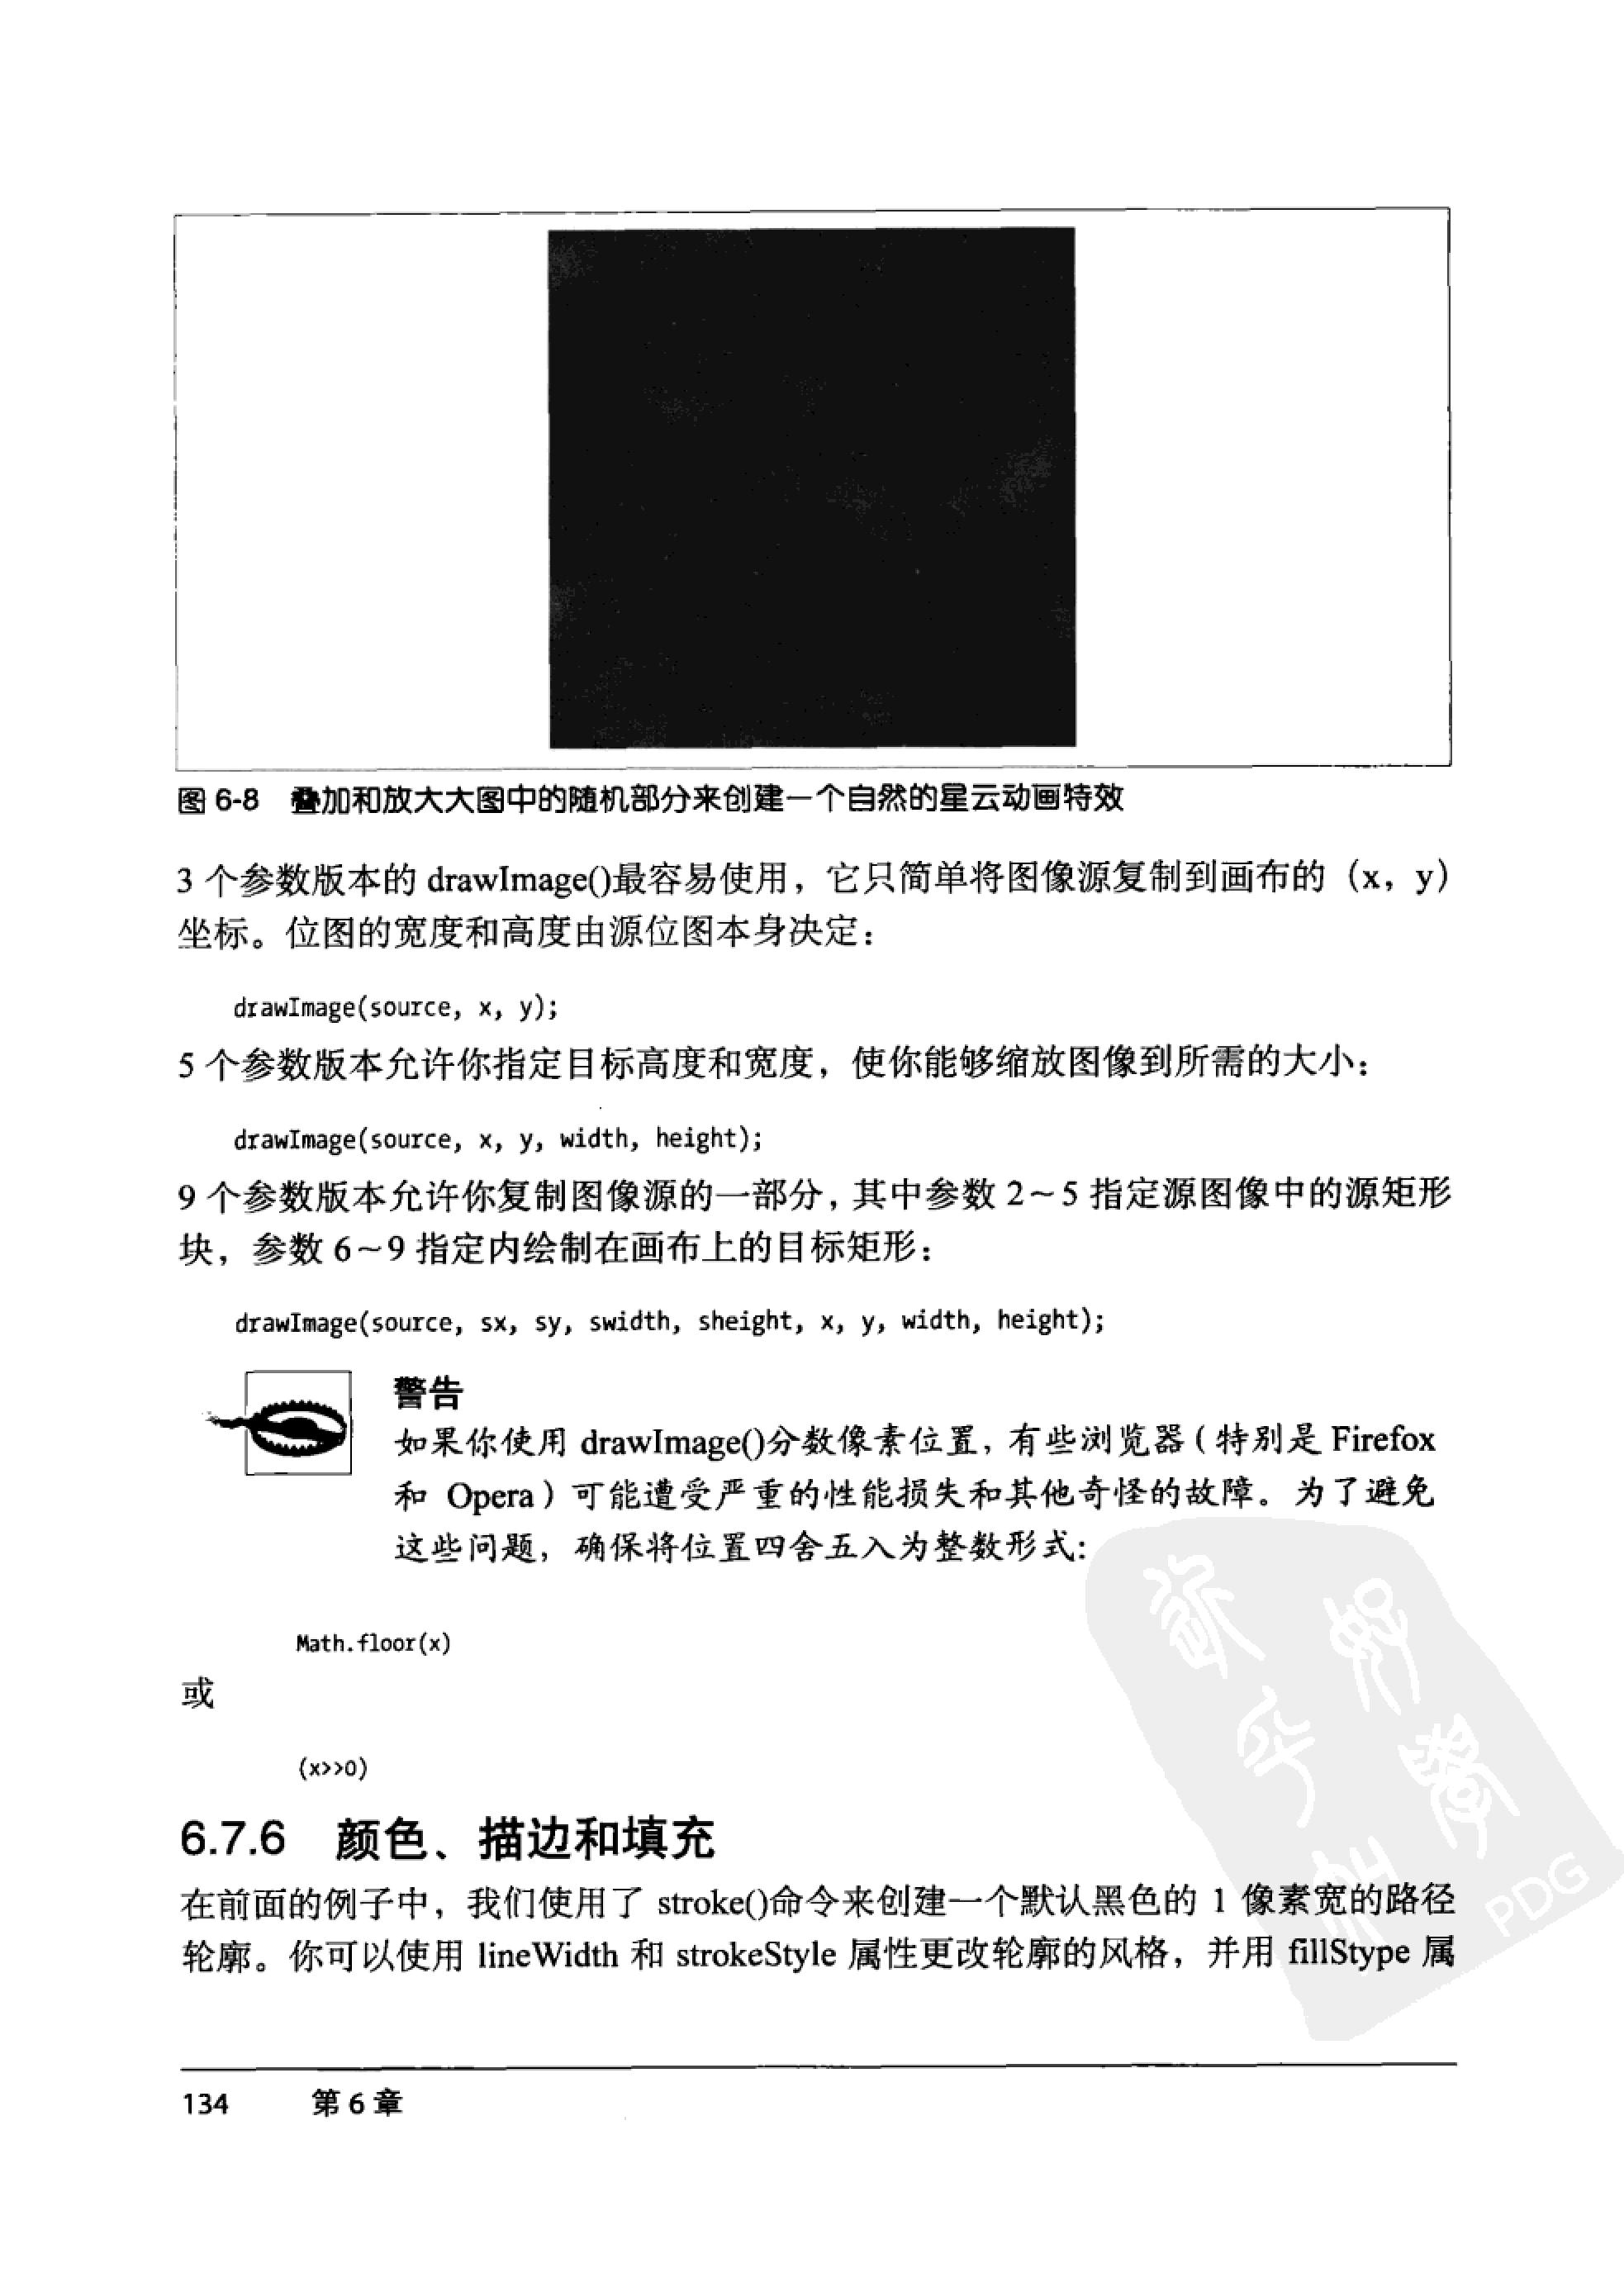 图 6-8 叠加和放大大图中的随机部分来创建一个自然的星云动画特效
3 个参数版本的 drawImage()最容易使用，它只简单将图像源复制到画布的（x，y）
坐标。位图的宽度和高度由源位图本身决定：
drawImage(source, x, y);
5 个参数版本允许你指定目标高度和宽度，使你能够缩放图像到所需的大小：
drawImage(source, x, y, width, height);
9 个参数版本允许你复制图像源的一部分，其中参数 2～5 指定源图像中的源矩形
块，参数 6～9 指定内绘制在画布上的目标矩形：
drawImage(source, sx, sy, swidth, sheight, x, y, width, height);
警告
如果你使用 drawImage()分数像素位置，有些浏览器（特别是 Firefox
和 Opera）可能遭受严重的性能损失和其他奇怪的故障。为了避免
这些问题，确保将位置四舍五入为整数形式：
Math.floor(x)
或
(x>>0)
6.7.6 颜色、描边和填充
在前面的例子中，我们使用了 stroke()命令来创建一个默认黑色的 1 像素宽的路径
轮廓。你可以使用 lineWidth 和 strokeStyle 属性更改轮廓的风格，并用 fillStype 属
PDG
134 第 6 章